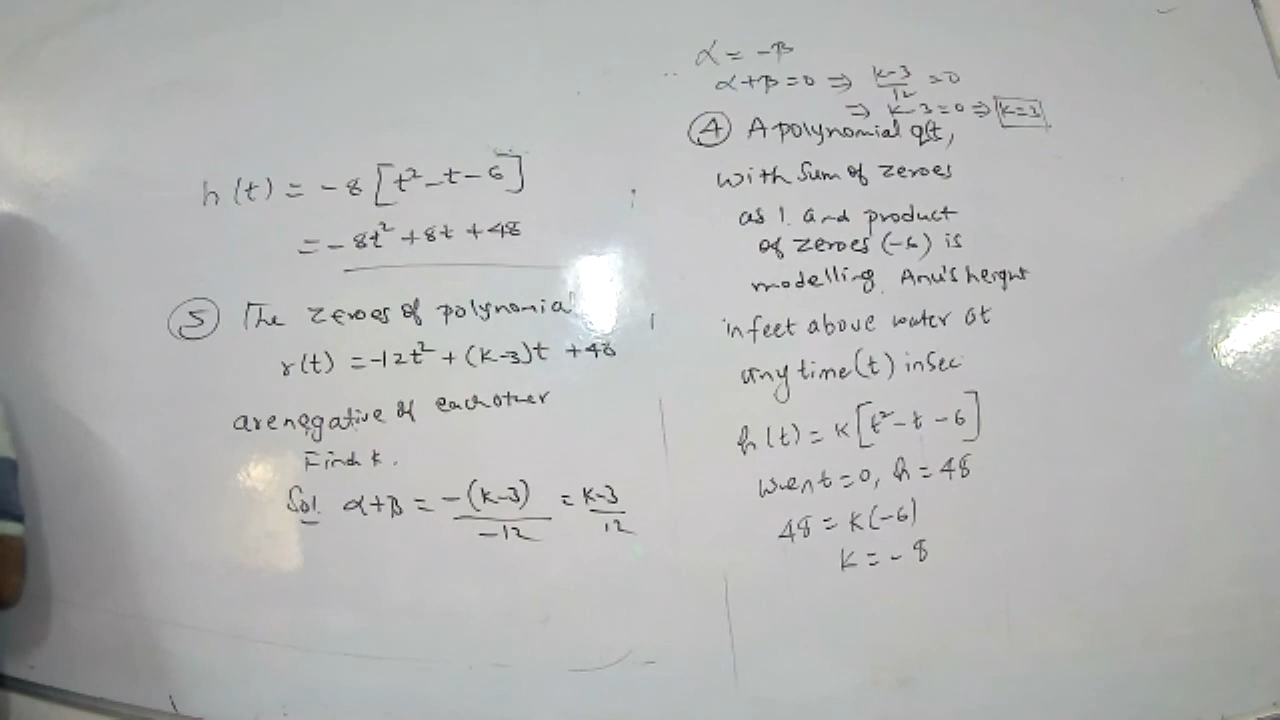 h(t) = -8 [t² - t - 6]
= -8t² + 8t + 48
⑤ The zeroes of polynomial
r(t) = -12t² + (k-3)t + 48
are negative of each other
Find k.
Sol. α+β = -(k-3)/-12 = k-3/12
α = -β
α+β = 0 ⇒ k-3/12 = 0
⇒ k-3 = 0 ⇒ k=3
④ A polynomial q(t),
with sum of zeroes
as 1. and product
of zeroes (-6) is
modelling Anu's height
in feet above water at
any time (t) in sec
h(t) = k[t² - t - 6]
when t = 0, h = 48
48 = k(-6)
k = -8